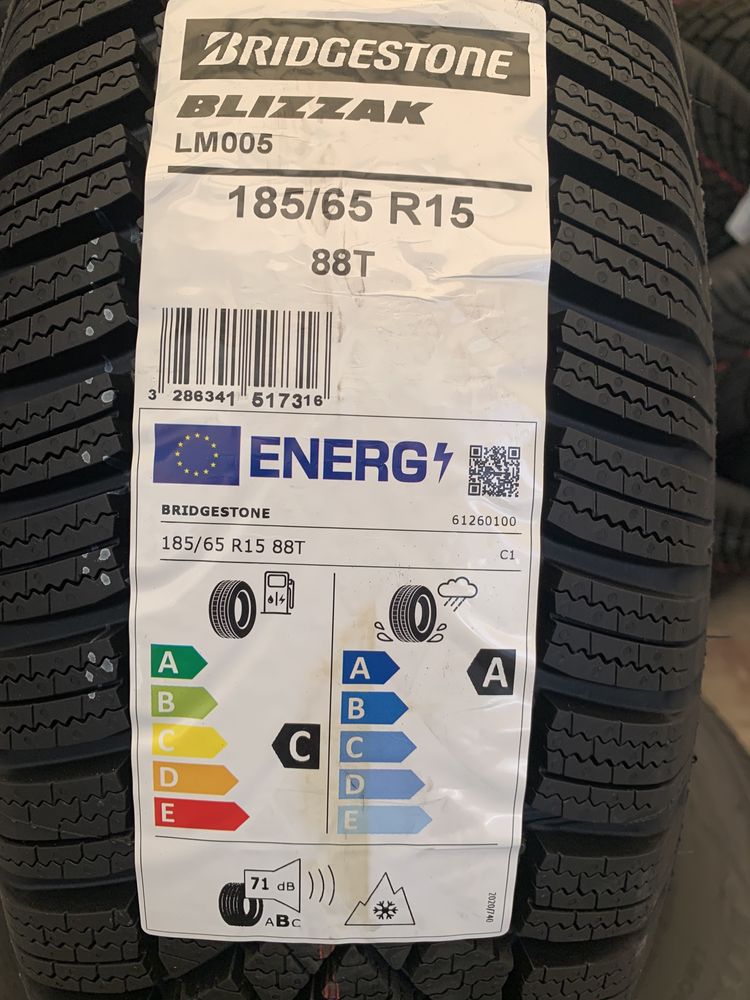 BRIDGESTONE
BLIZZAK
LM005
185/65 R15
88T
3 286341 517316
ENERG
BRIDGESTONE
61260100
185/65 R15 88T
C1
A
B
C
D
E
C
A
B
C
D
E
A
71 dB
ABC
2020/740